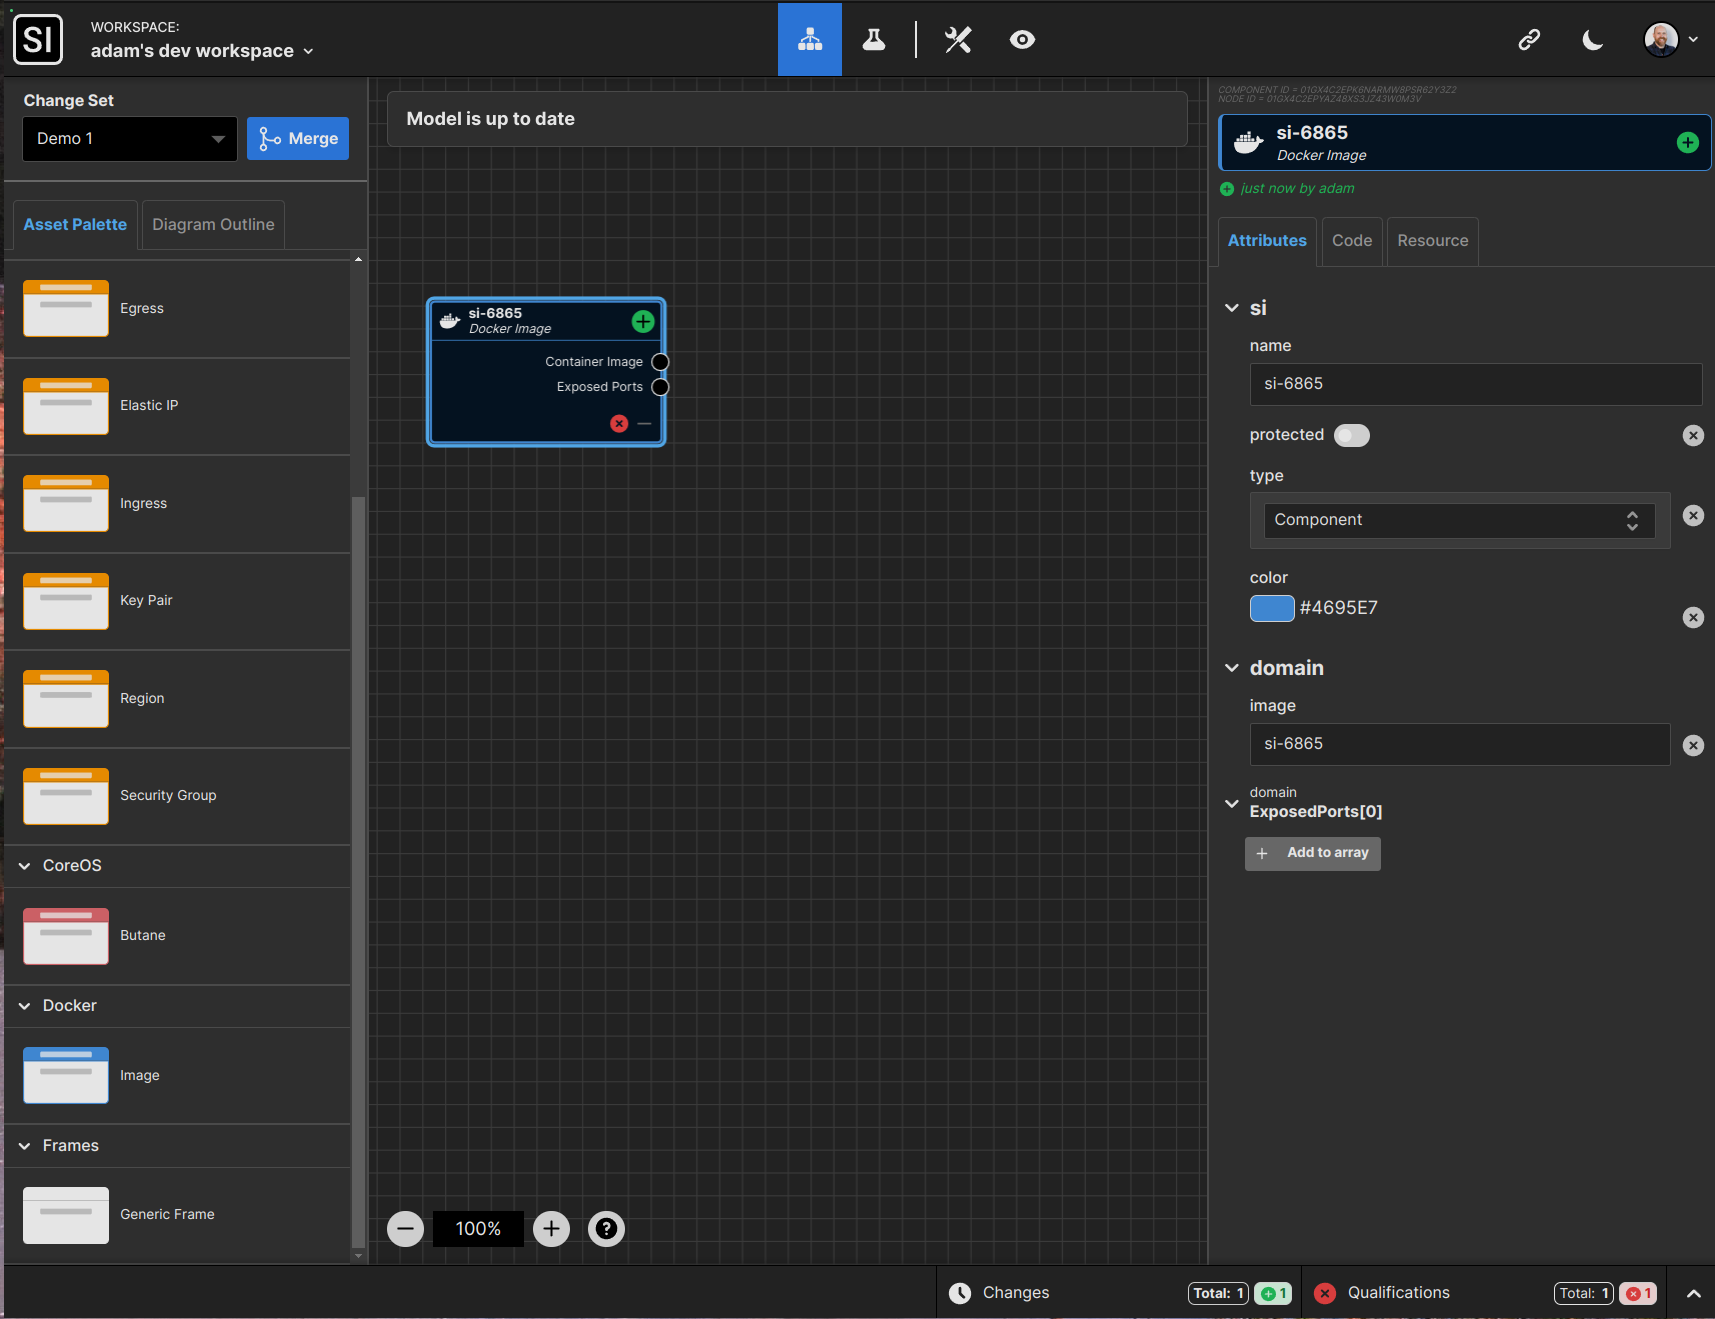 SI
WORKSPACE:
adam's dev workspace
Change Set
Demo 1
Merge
Asset Palette
Diagram Outline
Egress
Elastic IP
Ingress
Key Pair
Region
Security Group
CoreOS
Butane
Docker
Image
Frames
Generic Frame
Model is up to date
si-6865
Docker Image
Container Image
Exposed Ports
100%
COMPONENT ID = 01GX4C2EPK6NARMW8PSR62Y3Z2
NODE ID = 01GX4C2EPYAZ48XS3JZ43W0M3V
si-6865
Docker Image
just now by adam
Attributes
Code
Resource
si
name
si-6865
protected
type
Component
color
#4695E7
domain
image
si-6865
domain
ExposedPorts[0]
+ Add to array
Changes
Total: 1
1
Qualifications
Total: 1
1